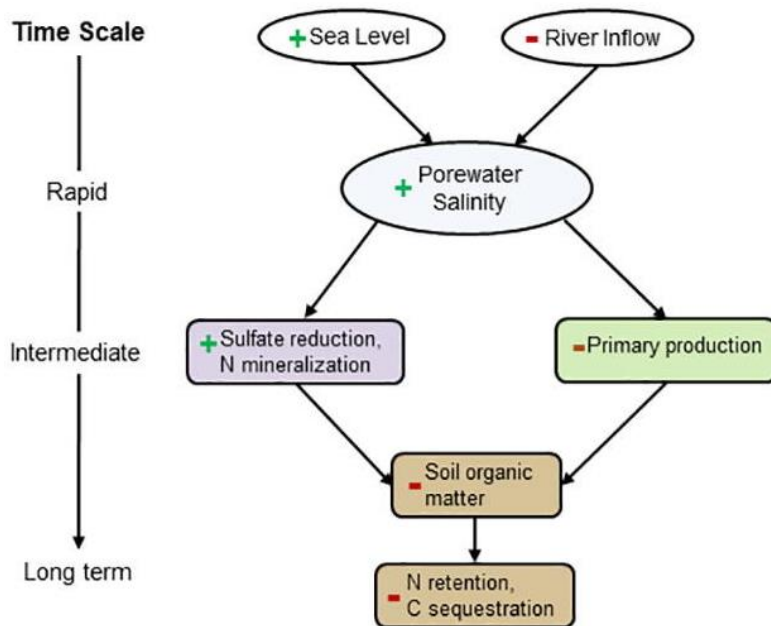 Time Scale
+ Sea Level
- River Inflow
Rapid
+ Porewater
Salinity
Intermediate
+ Sulfate reduction,
N mineralization
- Primary production
- Soil organic
matter
Long term
- N retention,
C sequestration